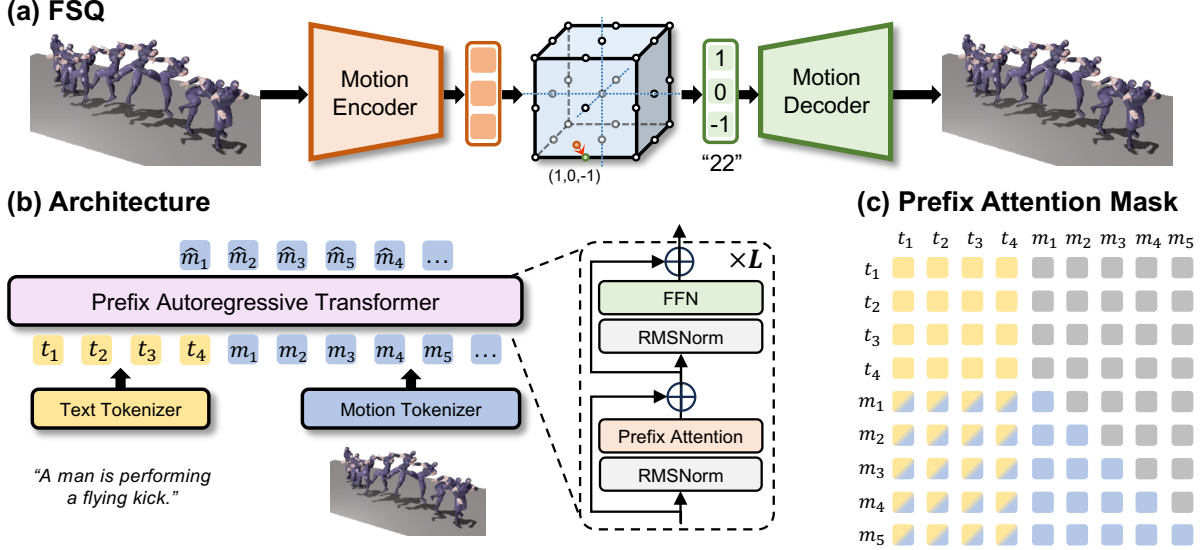 (a) FSQ
Motion
Encoder
(1,0,-1)
1
0
-1
"22"
Motion
Decoder
(b) Architecture
m̂₁ m̂₂ m̂₃ m̂₅ m̂₄ ...
Prefix Autoregressive Transformer
t₁ t₂ t₃ t₄ m₁ m₂ m₃ m₄ m₅ ...
Text Tokenizer
Motion Tokenizer
"A man is performing
a flying kick."
×L
FFN
RMSNorm
Prefix Attention
RMSNorm
(c) Prefix Attention Mask
t₁ t₂ t₃ t₄ m₁ m₂ m₃ m₄ m₅
t₁
t₂
t₃
t₄
m₁
m₂
m₃
m₄
m₅